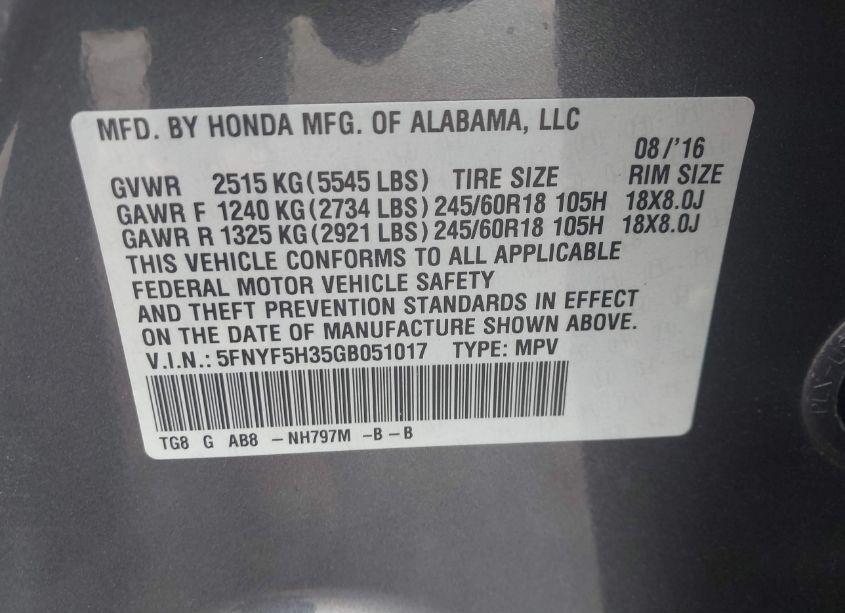 MFD. BY HONDA MFG. OF ALABAMA, LLC
08/'16
GVWR 2515 KG(5545 LBS) TIRE SIZE RIM SIZE
GAWR F 1240 KG(2734 LBS) 245/60R18 105H 18X8.0J
GAWR R 1325 KG(2921 LBS) 245/60R18 105H 18X8.0J
THIS VEHICLE CONFORMS TO ALL APPLICABLE
FEDERAL MOTOR VEHICLE SAFETY
AND THEFT PREVENTION STANDARDS IN EFFECT
ON THE DATE OF MANUFACTURE SHOWN ABOVE.
V.I.N.: 5FNYF5H35GB051017 TYPE: MPV
TG8 G AB8 -NH797M -B-B